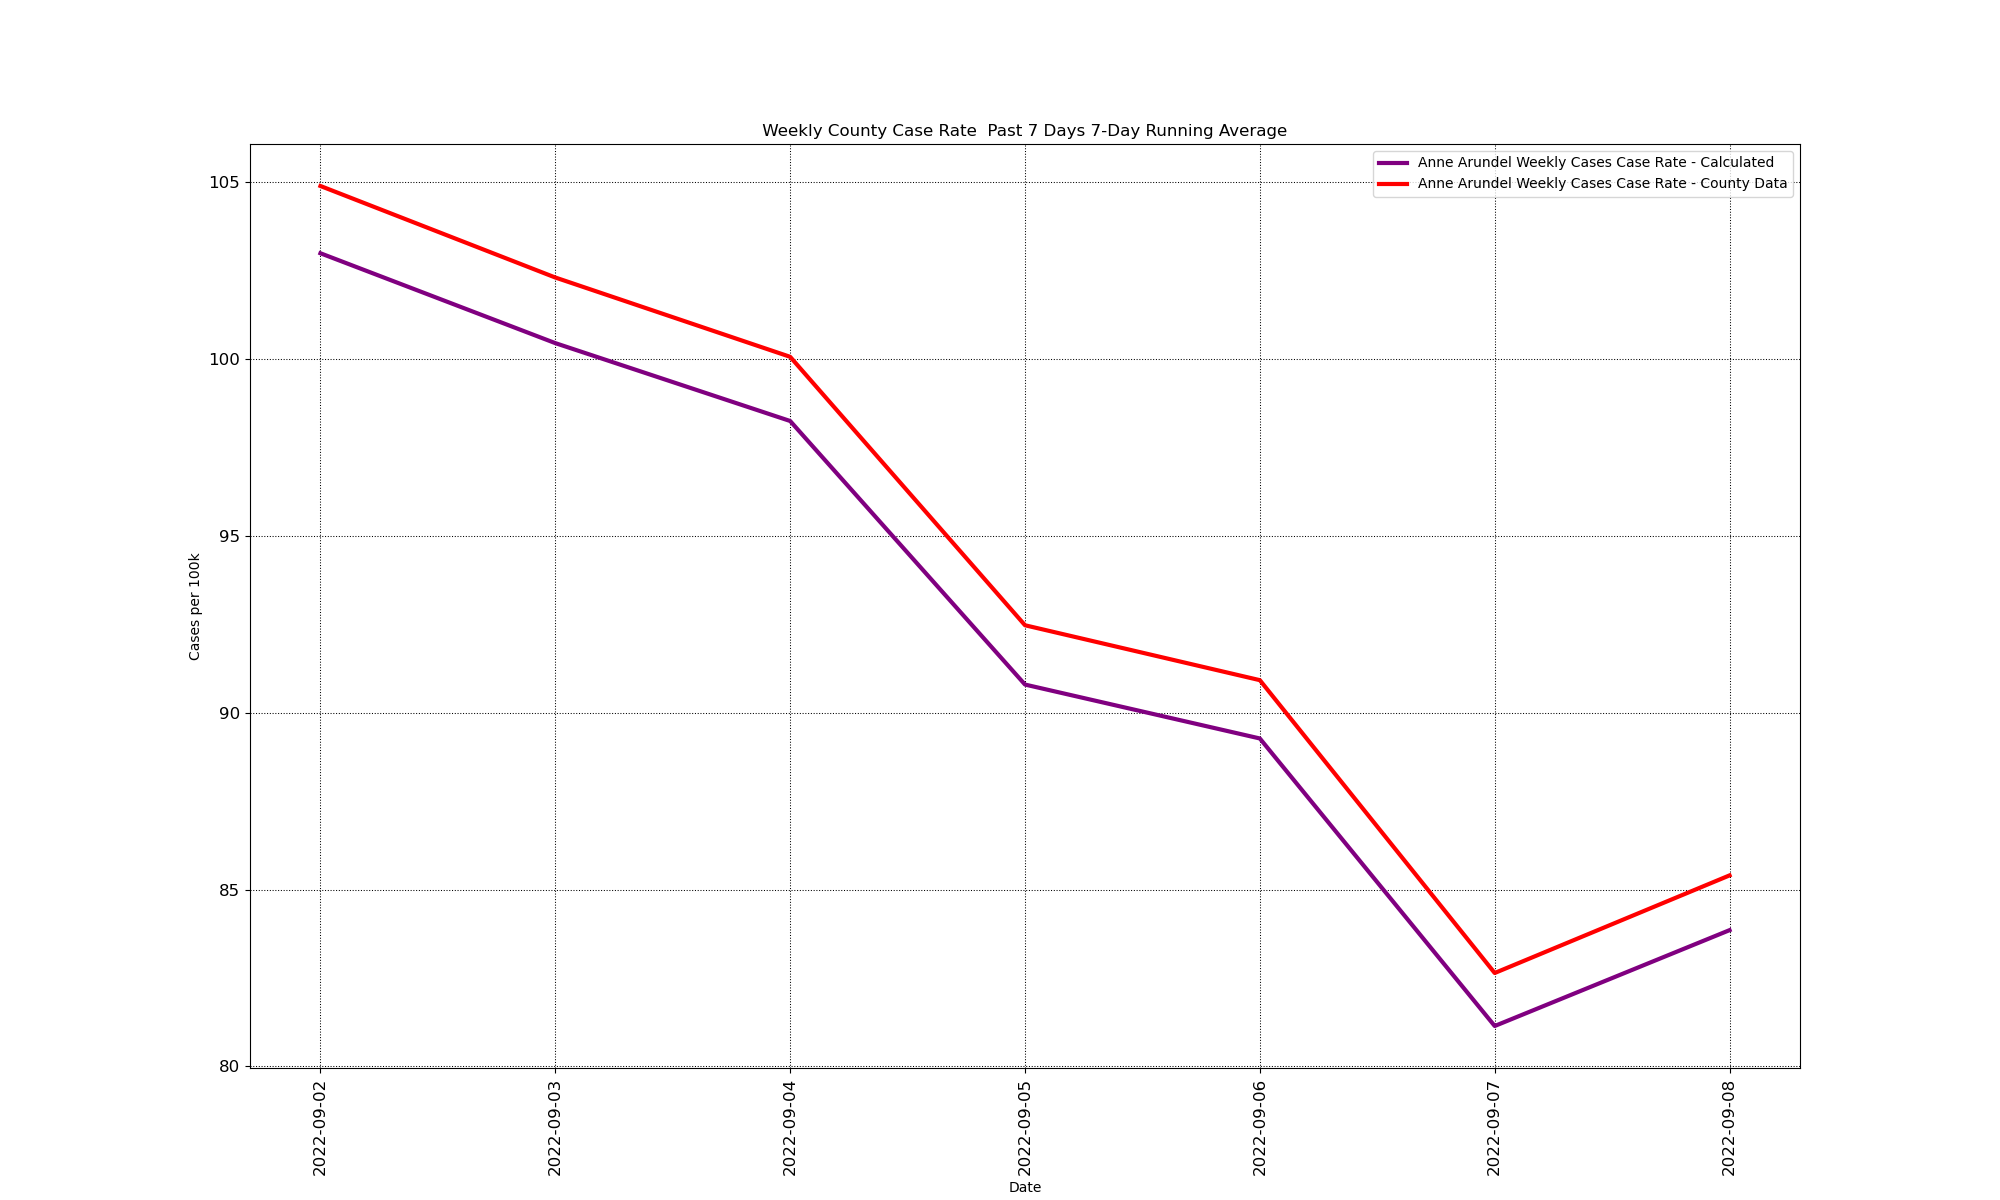 Weekly County Case Rate  Past 7 Days 7-Day Running Average
Anne Arundel Weekly Cases Case Rate - Calculated
Anne Arundel Weekly Cases Case Rate - County Data
105
100
95
90
85
80
Cases per 100k
2022-09-02
2022-09-03
2022-09-04
2022-09-05
2022-09-06
2022-09-07
2022-09-08
Date